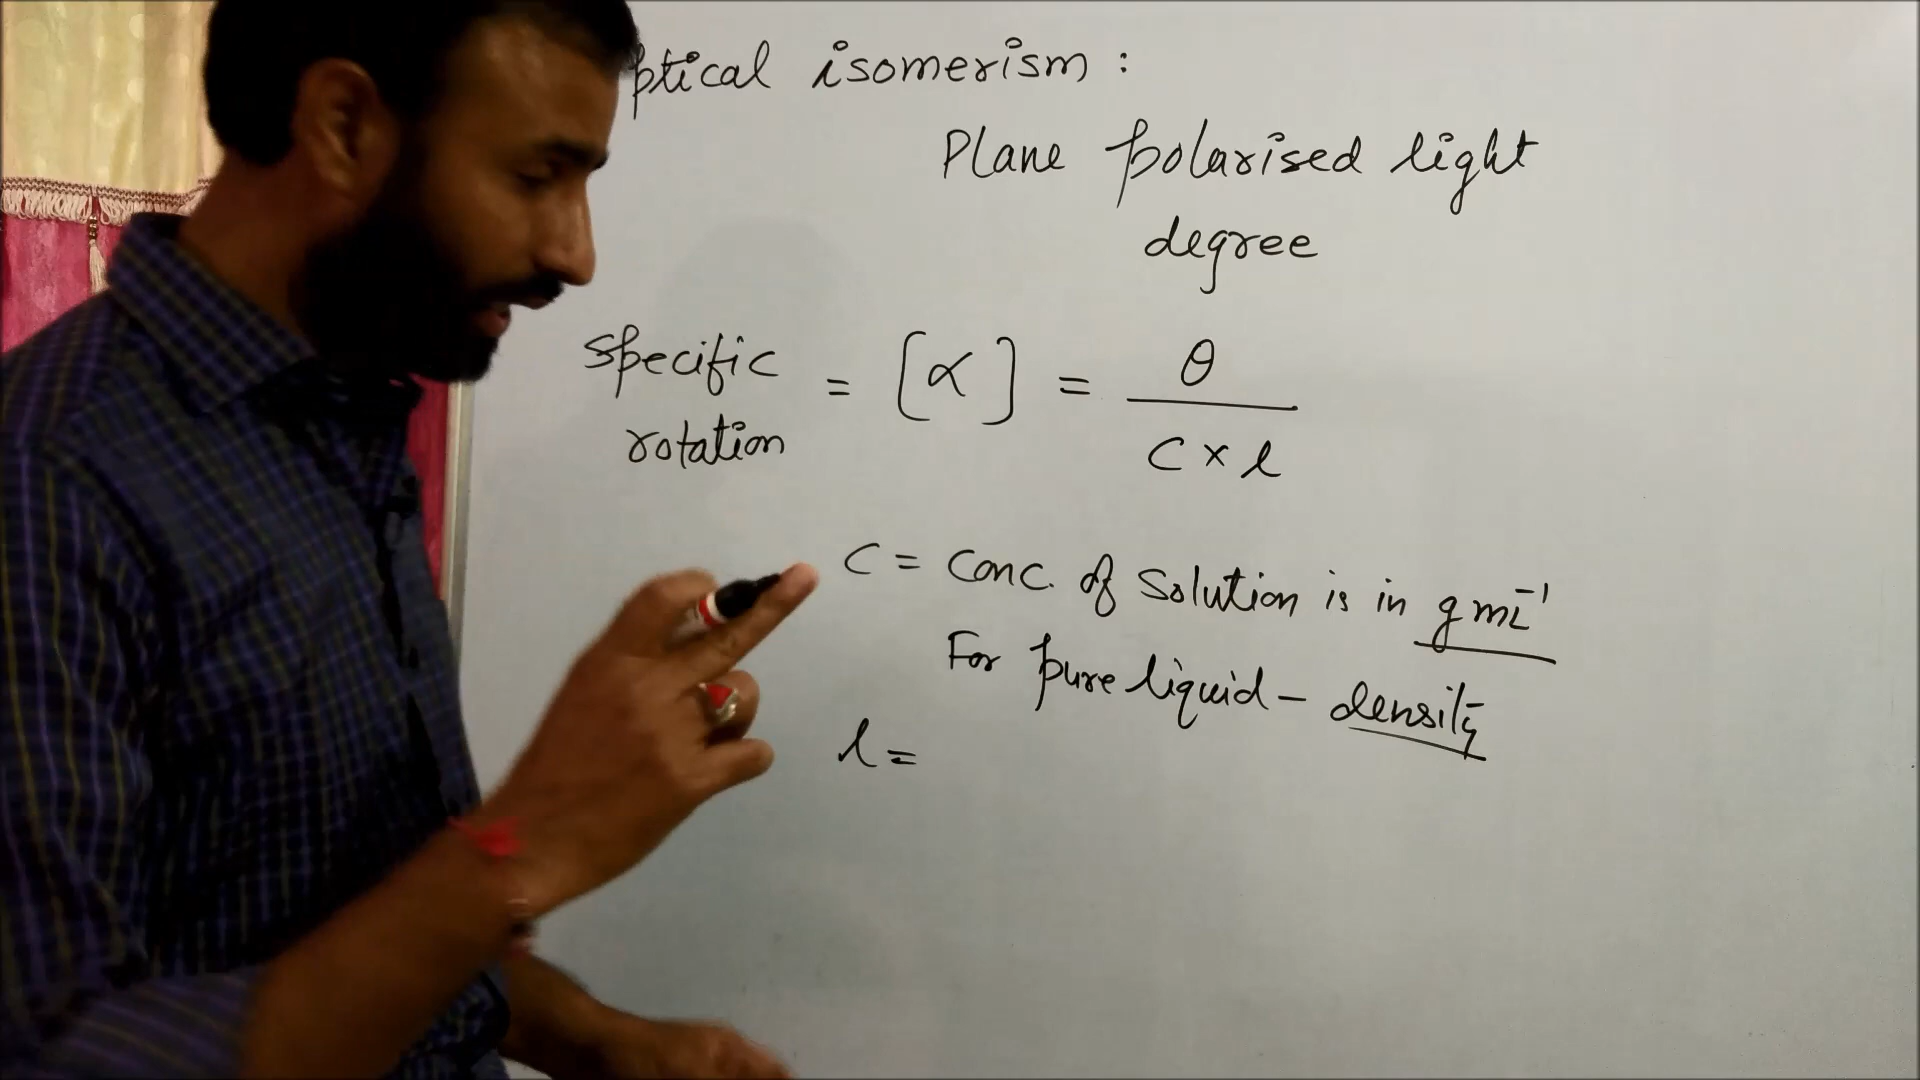 ptical isomerism :
Plane polarised light
degree
Specific rotation = [α] = θ / c × l
c = conc. of solution is in g mL⁻¹
For pure liquid – density
l =